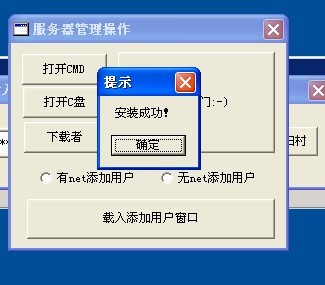 服务器管理操作
打开CMD
提示
安装成功!
打开C盘
门:-)
下载者
确定
**
旧村
有net添加用户
无net添加用户
载入添加用户窗口